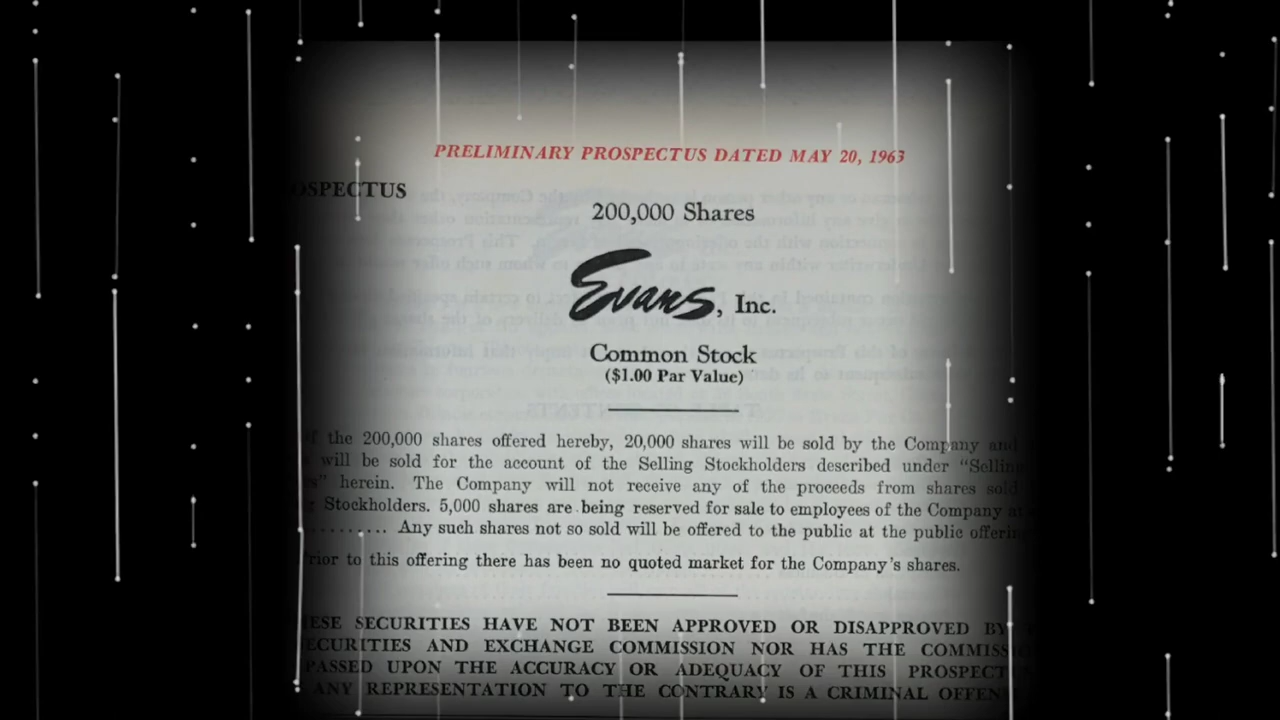 PRELIMINARY PROSPECTUS DATED MAY 20, 1963
OSPECTUS
200,000 Shares
Evans, Inc.
Common Stock
($1.00 Par Value)
the 200,000 shares offered hereby, 20,000 shares will be sold by the Company and
will be sold for the account of the Selling Stockholders described under “Sellin
herein. The Company will not receive any of the proceeds from shares sold
Stockholders. 5,000 shares are being reserved for sale to employees of the Company
.......... Any such shares not so sold will be offered to the public at the public offerin
rior to this offering there has been no quoted market for the Company's shares.
ESE SECURITIES HAVE NOT BEEN APPROVED OR DISAPPROVED BY
ECURITIES AND EXCHANGE COMMISSION NOR HAS THE COMMISS
PASSED UPON THE ACCURACY OR ADEQUACY OF THIS PROSPECT
ANY REPRESENTATION TO THE CONTRARY IS A CRIMINAL OFFEN